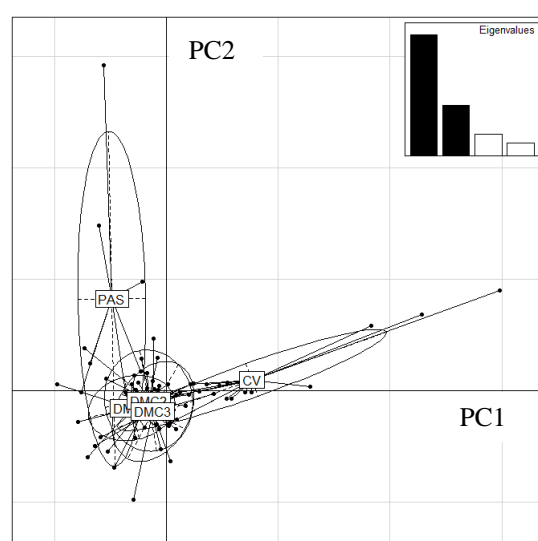 Eigenvalues
PC2
PAS
CV
DMC2
DMC3
PC1